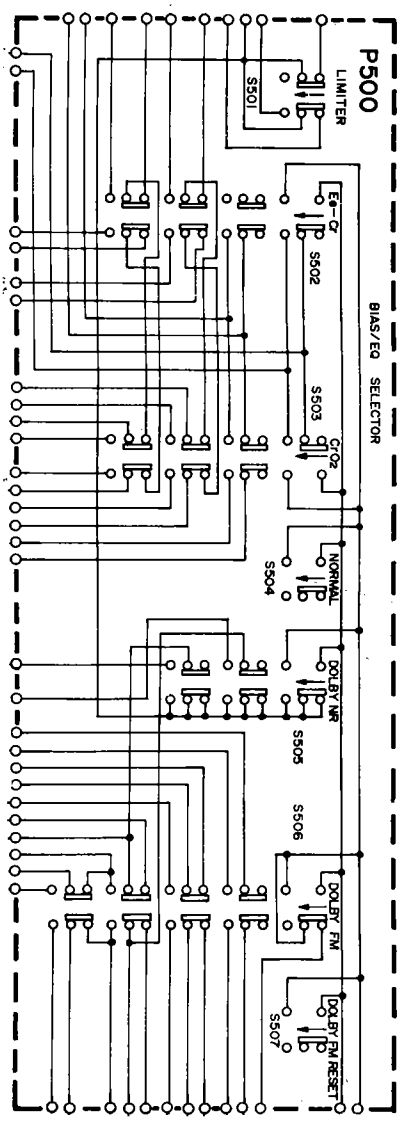 P500
LIMITER
S501
Ee-Cr
S502
BIAS/EQ SELECTOR
S503
CrO2
NORMAL
S504
DOLBY NR
S505
S506
DOLBY FM
DOLBY FM RESET
S507